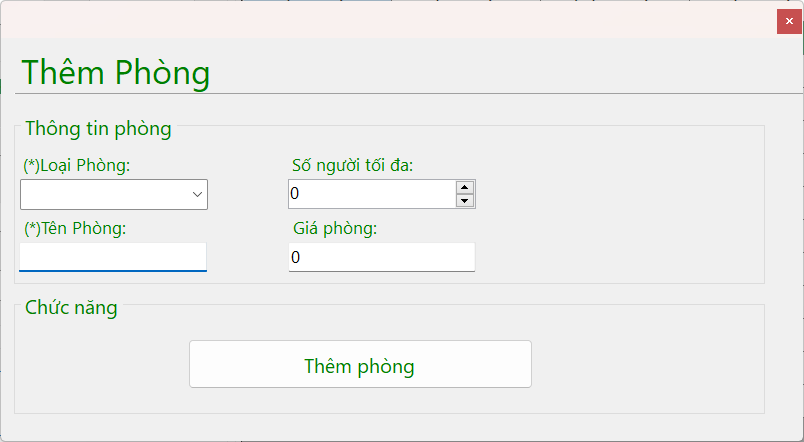 Thêm Phòng
Thông tin phòng
(*)Loại Phòng:
Số người tối đa:
0
(*)Tên Phòng:
Giá phòng:
0
Chức năng
Thêm phòng